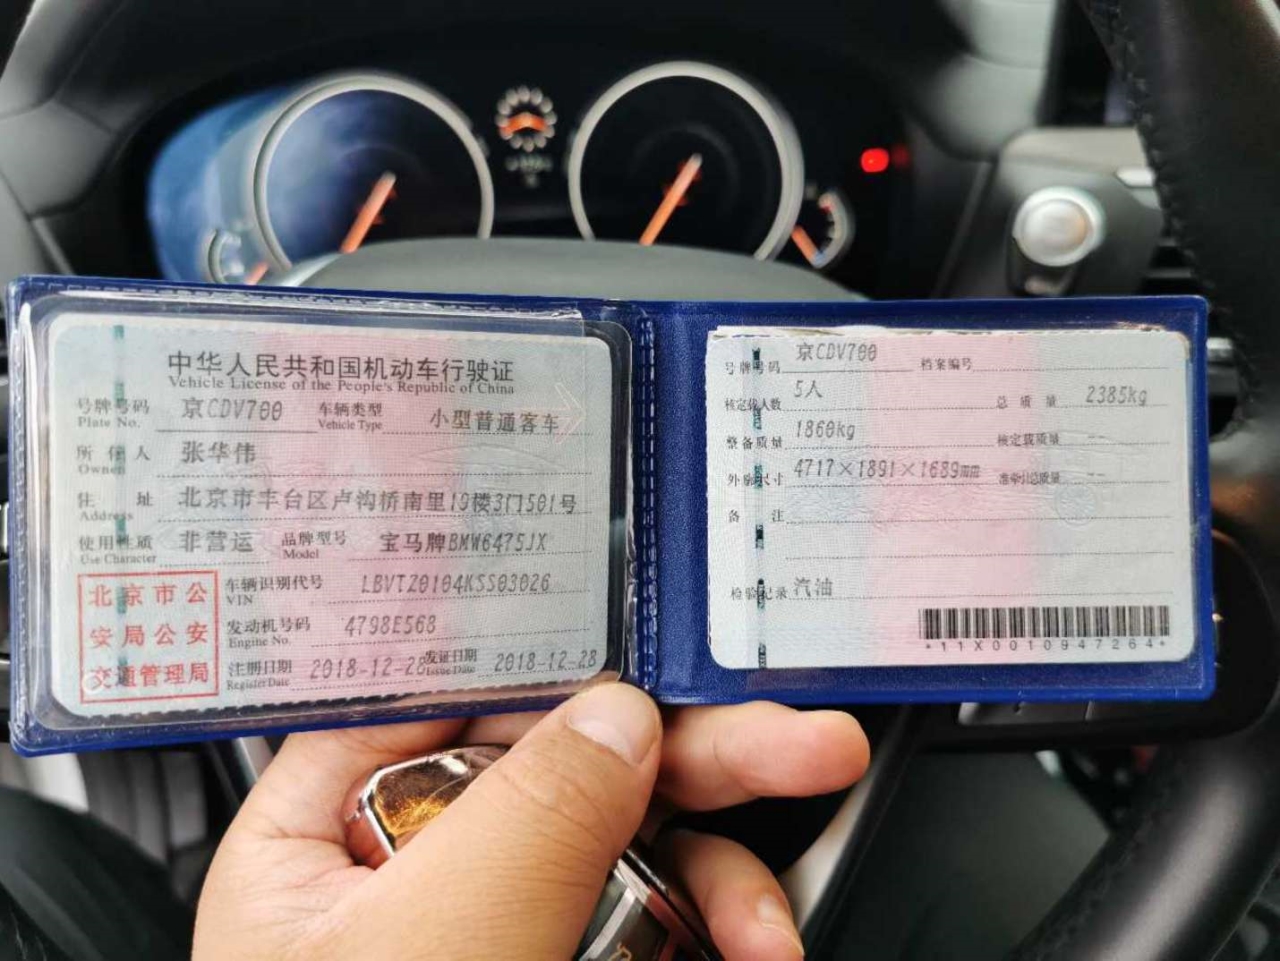 中华人民共和国机动车行驶证
Vehicle License of the People's Republic of China
号牌号码 京CDV700 车辆类型 小型普通客车
Plate No. Vehicle Type
所有人 张华伟
Owner
住址 北京市丰台区卢沟桥南里19楼3门1501号
Address
使用性质 非营运 品牌型号 宝马牌BMW6475JX
Use Character Model
北京市公
安局公安
交通管理局
车辆识别代号 LBVTZ0104KSS03026
VIN
发动机号码 4798E568
Engine No.
注册日期 2018-12-28 发证日期 2018-12-28
Register Date Issue Date
号牌号码 京CDV700 档案编号
核定载人数 5人 总质量 2385kg
整备质量 1860kg 核定载质量 --
外廓尺寸 4717×1891×1689mm 准牵引总质量 --
备注
检验记录 汽油
*11X0010947264*